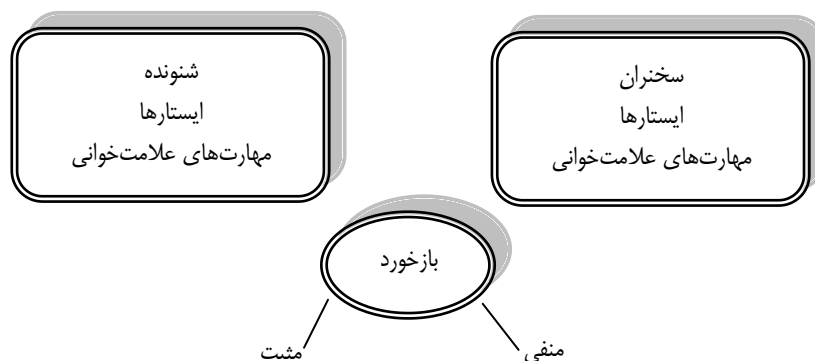 سخنران
ایستارها
مهارت‌های علامت‌خوانی
شنونده
ایستارها
مهارت‌های علامت‌خوانی
بازخورد
منفی
مثبت